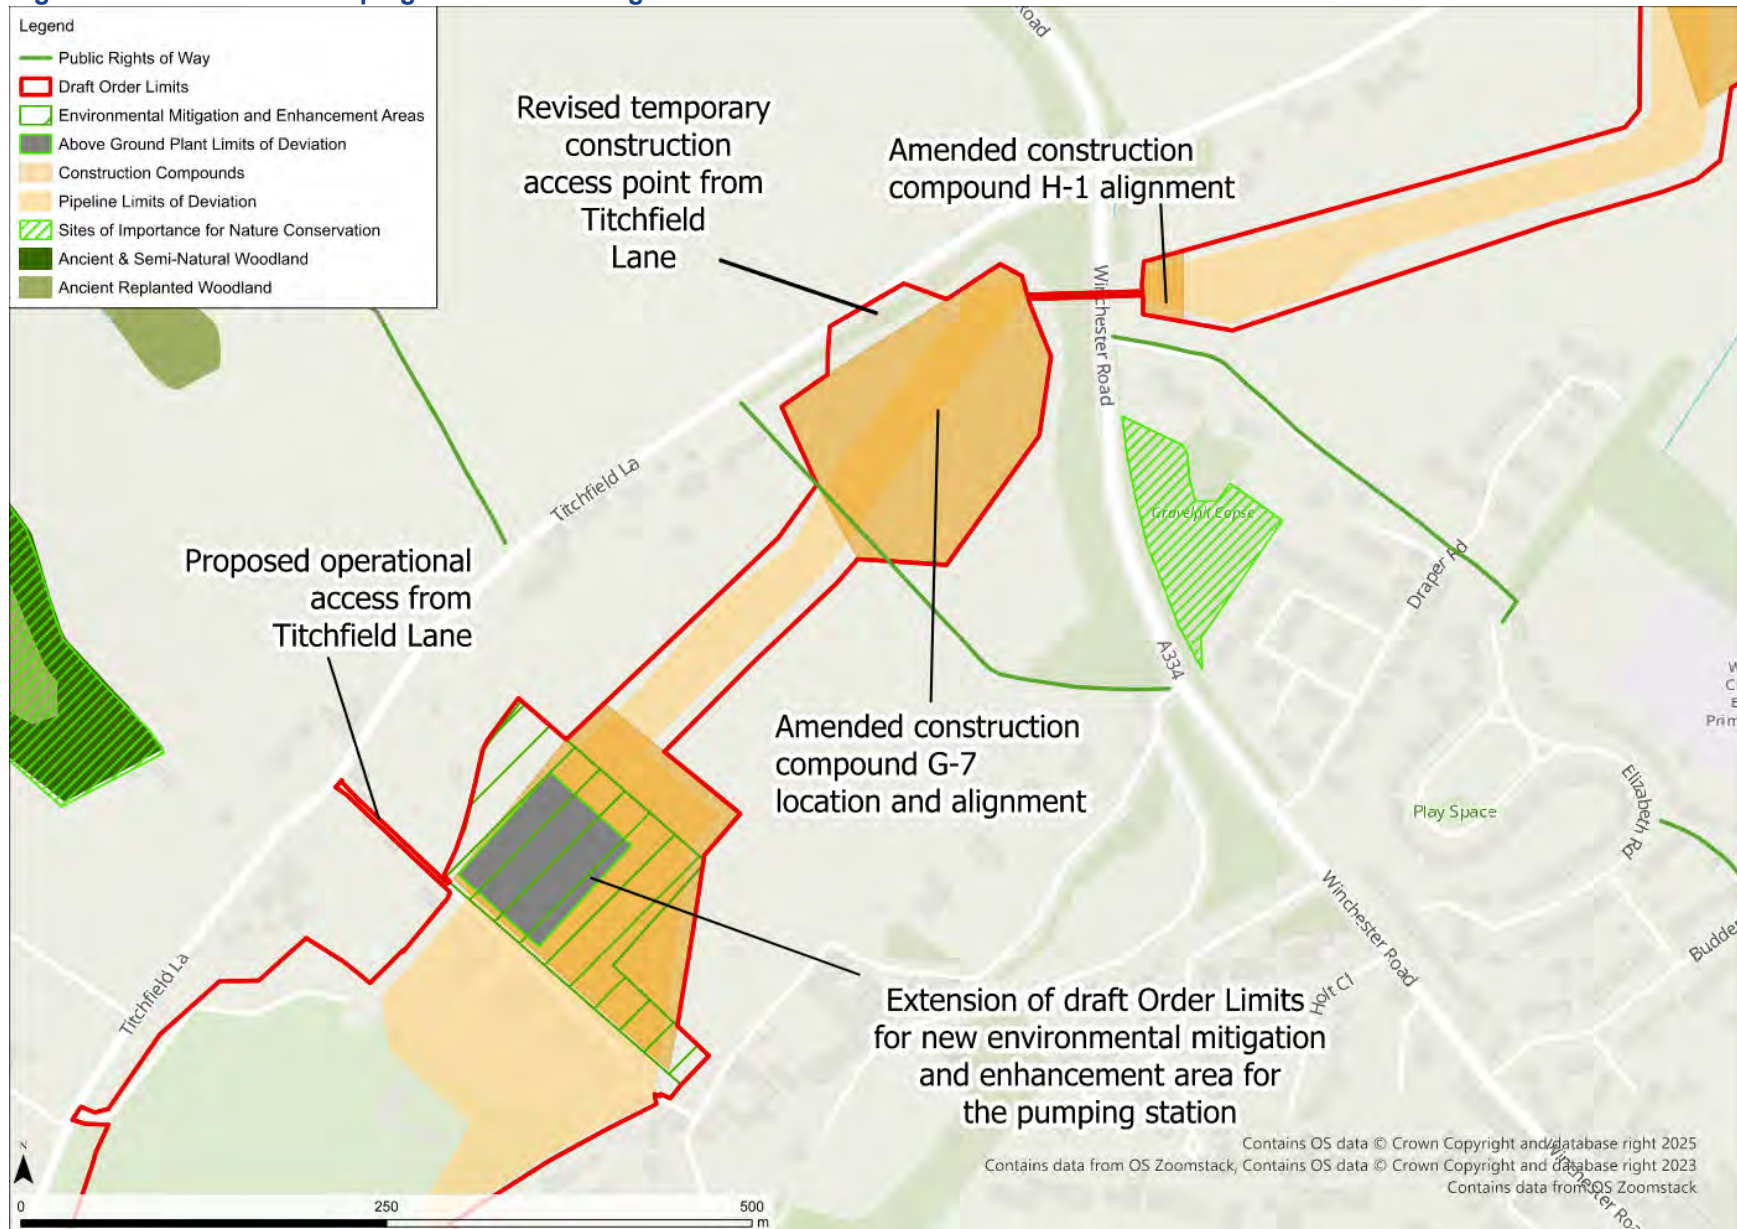 Legend
Public Rights of Way
Draft Order Limits
Environmental Mitigation and Enhancement Areas
Above Ground Plant Limits of Deviation
Construction Compounds
Pipeline Limits of Deviation
Sites of Importance for Nature Conservation
Ancient & Semi-Natural Woodland
Ancient Replanted Woodland
Road
Revised temporary
construction
access point from
Titchfield
Lane
Amended construction
compound H-1 alignment
Winchester Road
Titchfield La
Gravelpit Copse
Draper Rd
Proposed operational
access from
Titchfield Lane
A334
Amended construction
compound G-7
location and alignment
Play Space
Elizabeth Rd
Prim
Winchester Road
Budde
Holt Cl
Titchfield La
Extension of draft Order Limits
for new environmental mitigation
and enhancement area for
the pumping station
Contains OS data © Crown Copyright and database right 2025
Contains data from OS Zoomstack, Contains OS data © Crown Copyright and database right 2023
Contains data from OS Zoomstack
Winchester Roa
N
0 250 500
m